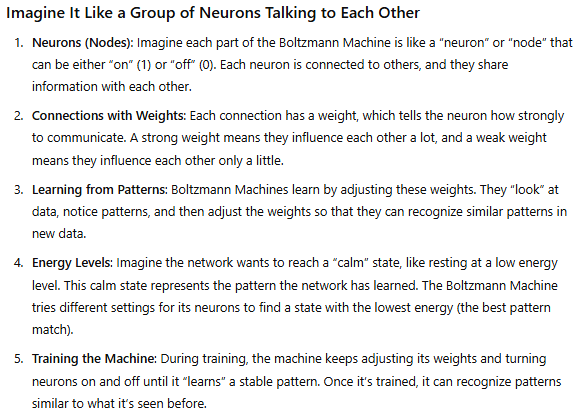 Imagine It Like a Group of Neurons Talking to Each Other
1. Neurons (Nodes): Imagine each part of the Boltzmann Machine is like a “neuron” or “node” that
can be either “on” (1) or “off” (0). Each neuron is connected to others, and they share
information with each other.
2. Connections with Weights: Each connection has a weight, which tells the neuron how strongly
to communicate. A strong weight means they influence each other a lot, and a weak weight
means they influence each other only a little.
3. Learning from Patterns: Boltzmann Machines learn by adjusting these weights. They “look” at
data, notice patterns, and then adjust the weights so that they can recognize similar patterns in
new data.
4. Energy Levels: Imagine the network wants to reach a “calm” state, like resting at a low energy
level. This calm state represents the pattern the network has learned. The Boltzmann Machine
tries different settings for its neurons to find a state with the lowest energy (the best pattern
match).
5. Training the Machine: During training, the machine keeps adjusting its weights and turning
neurons on and off until it “learns” a stable pattern. Once it’s trained, it can recognize patterns
similar to what it’s seen before.